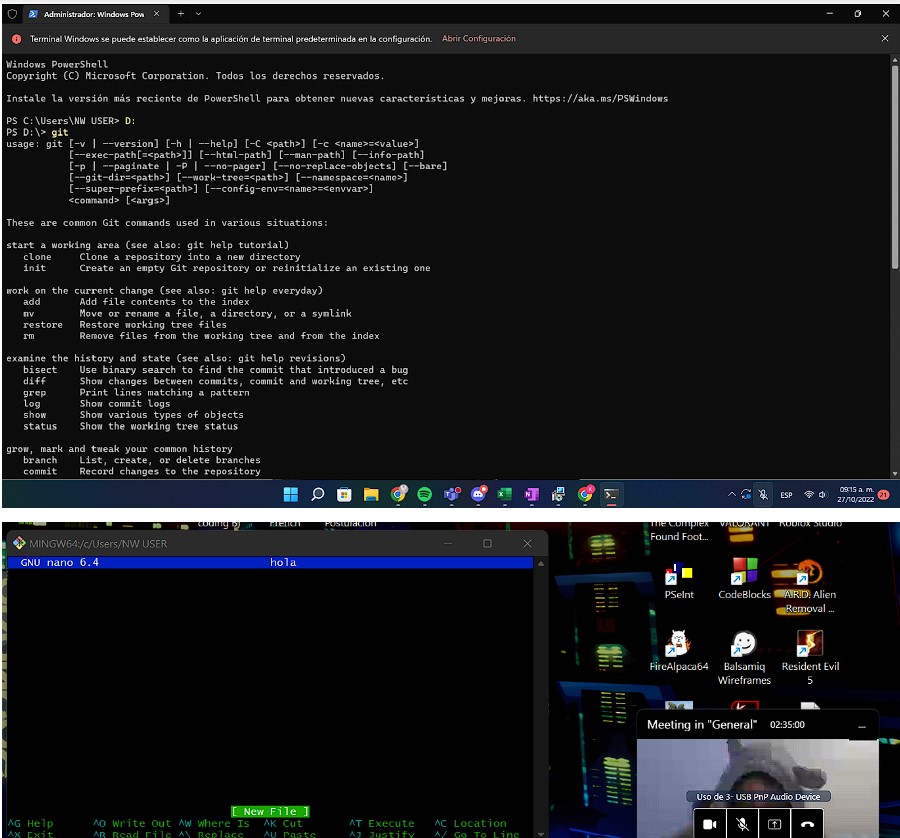 Administrador: Windows Pow
Terminal Windows se puede establecer como la aplicación de terminal predeterminada en la configuración. Abrir Configuración
Windows PowerShell
Copyright (C) Microsoft Corporation. Todos los derechos reservados.
Instale la versión más reciente de PowerShell para obtener nuevas características y mejoras. https://aka.ms/PSWindows
PS C:\Users\NW USER> D:
PS D:\> git
usage: git [-v | --version] [-h | --help] [-C <path>] [-c <name>=<value>]
[--exec-path[=<path>]] [--html-path] [--man-path] [--info-path]
[-p | --paginate | -P | --no-pager] [--no-replace-objects] [--bare]
[--git-dir=<path>] [--work-tree=<path>] [--namespace=<name>]
[--super-prefix=<path>] [--config-env=<name>=<envvar>]
<command> [<args>]
These are common Git commands used in various situations:
start a working area (see also: git help tutorial)
clone Clone a repository into a new directory
init Create an empty Git repository or reinitialize an existing one
work on the current change (see also: git help everyday)
add Add file contents to the index
mv Move or rename a file, a directory, or a symlink
restore Restore working tree files
rm Remove files from the working tree and from the index
examine the history and state (see also: git help revisions)
bisect Use binary search to find the commit that introduced a bug
diff Show changes between commits, commit and working tree, etc
grep Print lines matching a pattern
log Show commit logs
show Show various types of objects
status Show the working tree status
grow, mark and tweak your common history
branch List, create, or delete branches
commit Record changes to the repository
ESP
09:15 a. m.
27/10/2022
21
coding by Eletich Postulación
The Complex Found Foot...
VALORANT
Roblox Studio
MINGW64:/c/Users/NW USER
GNU nano 6.4 hola
PSeInt
CodeBlocks
A.R.D: Alien Removal ...
FireAlpaca64
Balsamiq Wireframes
Resident Evil 5
Meeting in "General" 02:35:00
Uso de 3- USB PnP Audio Device
[ New File ]
^G Help ^O Write Out ^W Where Is ^K Cut ^T Execute ^C Location
^X Exit ^R Read File ^\ Replace ^U Paste ^J Justify ^/ Go To Line